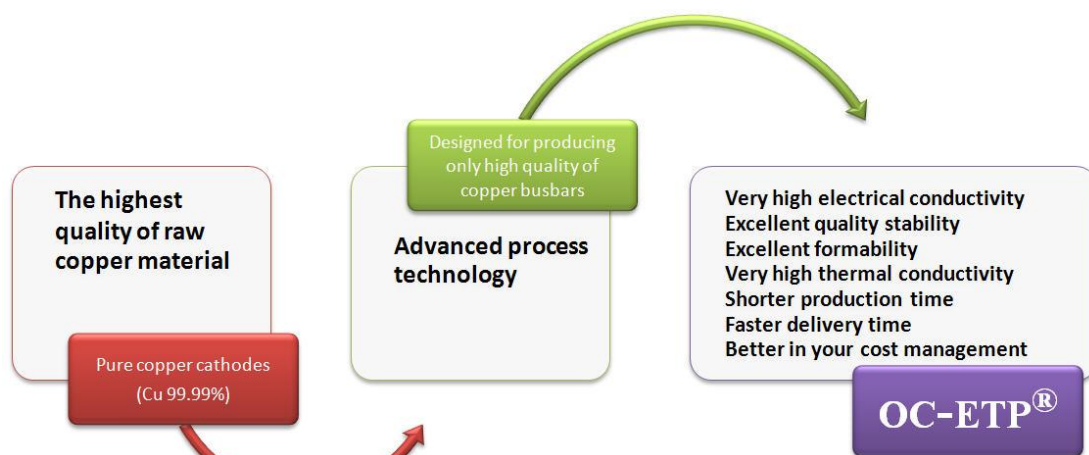 The highest
quality of raw
copper material
Pure copper cathodes
(Cu 99.99%)
Designed for producing
only high quality of
copper busbars
Advanced process
technology
Very high electrical conductivity
Excellent quality stability
Excellent formability
Very high thermal conductivity
Shorter production time
Faster delivery time
Better in your cost management
OC-ETP®